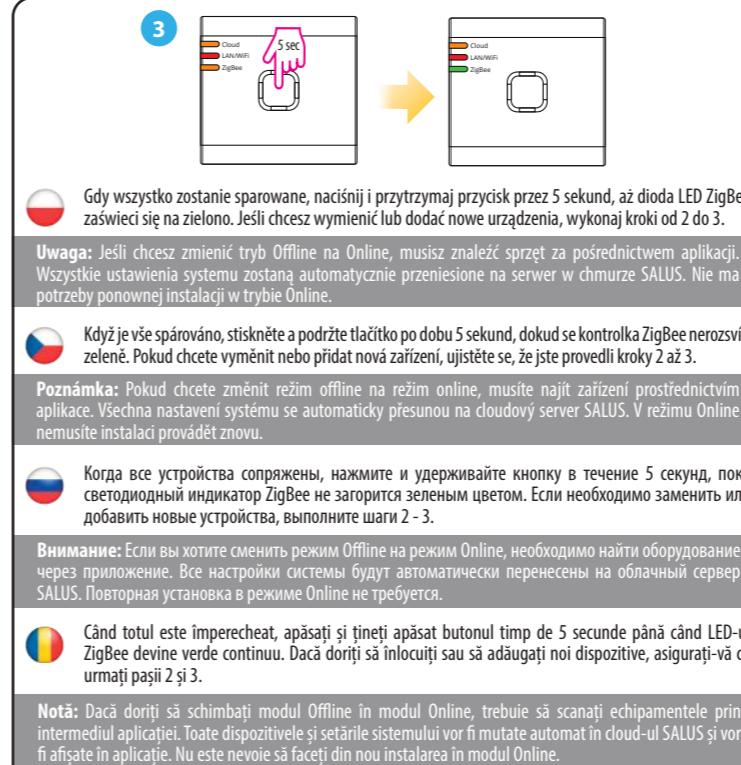 3
Cloud
LAN/WiFi
ZigBee
5 sec
Cloud
LAN/WiFi
ZigBee
Gdy wszystko zostanie sparowane, naciśnij i przytrzymaj przycisk przez 5 sekund, aż dioda LED ZigBe
zaświeci się na zielono. Jeśli chcesz wymienić lub dodać nowe urządzenia, wykonaj kroki od 2 do 3.
Uwaga: Jeśli chcesz zmienić tryb Offline na Online, musisz znaleźć sprzęt za pośrednictwem aplikacji.
Wszystkie ustawienia systemu zostaną automatycznie przeniesione na serwer w chmurze SALUS. Nie ma
potrzeby ponownej instalacji w trybie Online.
Když je vše spárováno, stiskněte a podržte tlačítko po dobu 5 sekund, dokud se kontrolka ZigBee nerozsví
zeleně. Pokud chcete vyměnit nebo přidat nová zařízení, ujistěte se, že jste provedli kroky 2 až 3.
Poznámka: Pokud chcete změnit režim offline na režim online, musíte najít zařízení prostřednictvím
aplikace. Všechna nastavení systému se automaticky přesunou na cloudový server SALUS. V režimu Online
nemusíte instalaci provádět znovu.
Когда все устройства сопряжены, нажмите и удерживайте кнопку в течение 5 секунд, пок
светодиодный индикатор ZigBee не загорится зеленым цветом. Если необходимо заменить ил
добавить новые устройства, выполните шаги 2 - 3.
Внимание: Если вы хотите сменить режим Offline на режим Online, необходимо найти оборудование
через приложение. Все настройки системы будут автоматически перенесены на облачный сервер
SALUS. Повторная установка в режиме Online не требуется.
Când totul este împerecheat, apăsați și țineți apăsat butonul timp de 5 secunde până când LED-u
ZigBee devine verde continuu. Dacă doriți să înlocuiți sau să adăugați noi dispozitive, asigurați-vă c
urmați pașii 2 și 3.
Notă: Dacă doriți să schimbați modul Offline în modul Online, trebuie să scanați echipamentele prin
intermediul aplicației. Toate dispozitivele și setările sistemului vor fi mutate automat în cloud-ul SALUS și vor
fi afișate în aplicație. Nu este nevoie să faceți din nou instalarea în modul Online.